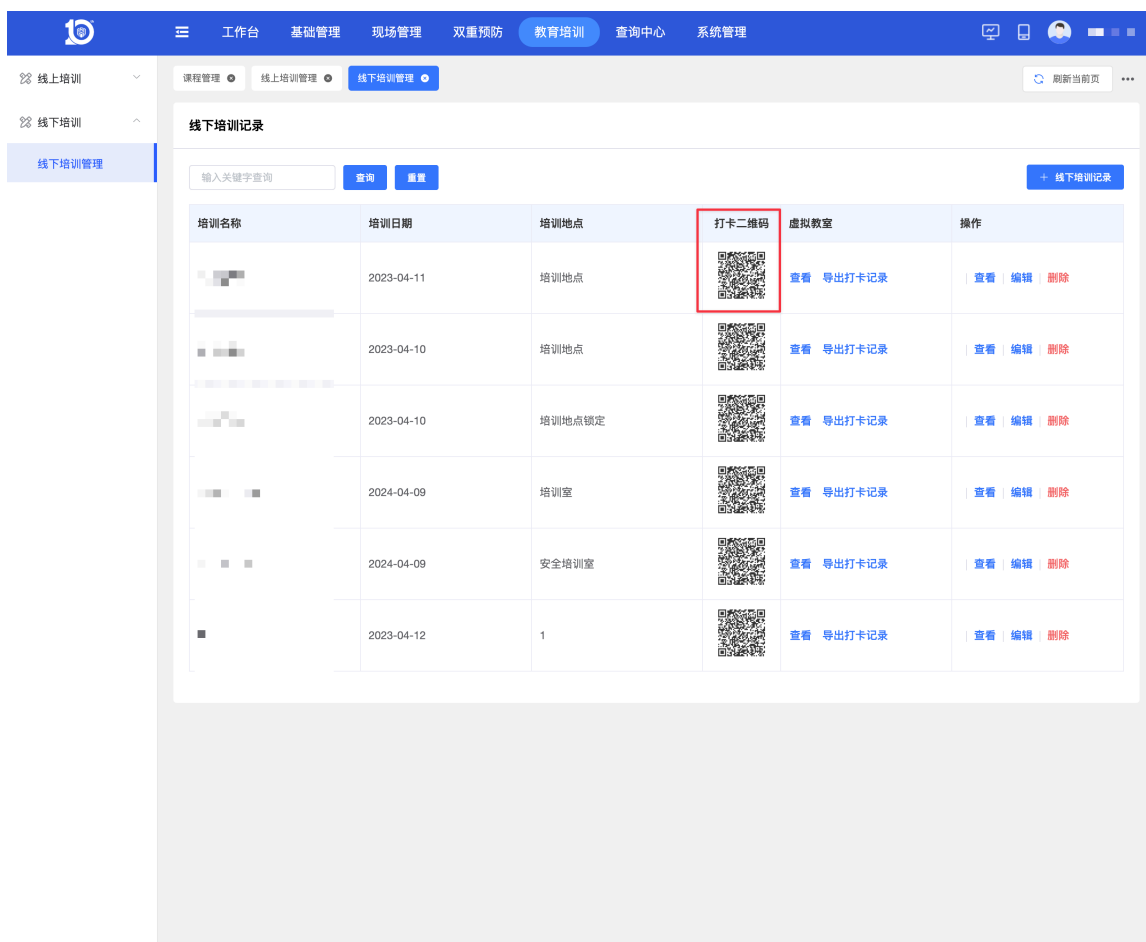 工作台 基础管理 现场管理 双重预防 教育培训 查询中心 系统管理
线上培训
线下培训
线下培训管理
课程管理 线上培训管理 线下培训管理 刷新当前页
线下培训记录
输入关键字查询 查询 重置 + 线下培训记录
培训名称 培训日期 培训地点 打卡二维码 虚拟教室 操作
2023-04-11 培训地点 查看 导出打卡记录 查看 编辑 删除
2023-04-10 培训地点 查看 导出打卡记录 查看 编辑 删除
2023-04-10 培训地点锁定 查看 导出打卡记录 查看 编辑 删除
2024-04-09 培训室 查看 导出打卡记录 查看 编辑 删除
2024-04-09 安全培训室 查看 导出打卡记录 查看 编辑 删除
2023-04-12 1 查看 导出打卡记录 查看 编辑 删除